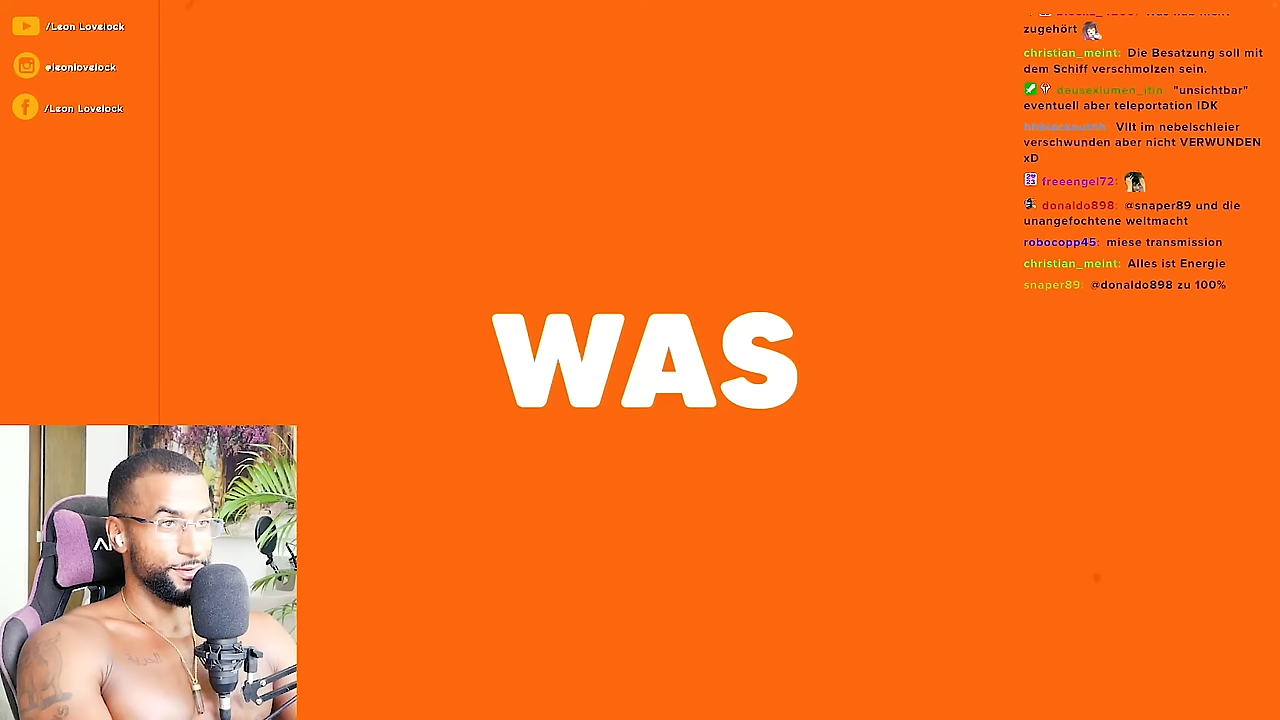 /Leon Lovelock
@leonlovelock
/Leon Lovelock
zugehört
christian_meint: Die Besatzung soll mit
dem Schiff verschmolzen sein.
deusexlumen_ifin "unsichtbar"
eventuell aber teleportation IDK
Vllt im nebelschleier
verschwunden aber nicht VERWUNDEN
xD
freeengel72:
donaldo898: @snaper89 und die
unangefochtene weltmacht
robocopp45: miese transmission
christian_meint: Alles ist Energie
snaper89: @donaldo898 zu 100%
WAS